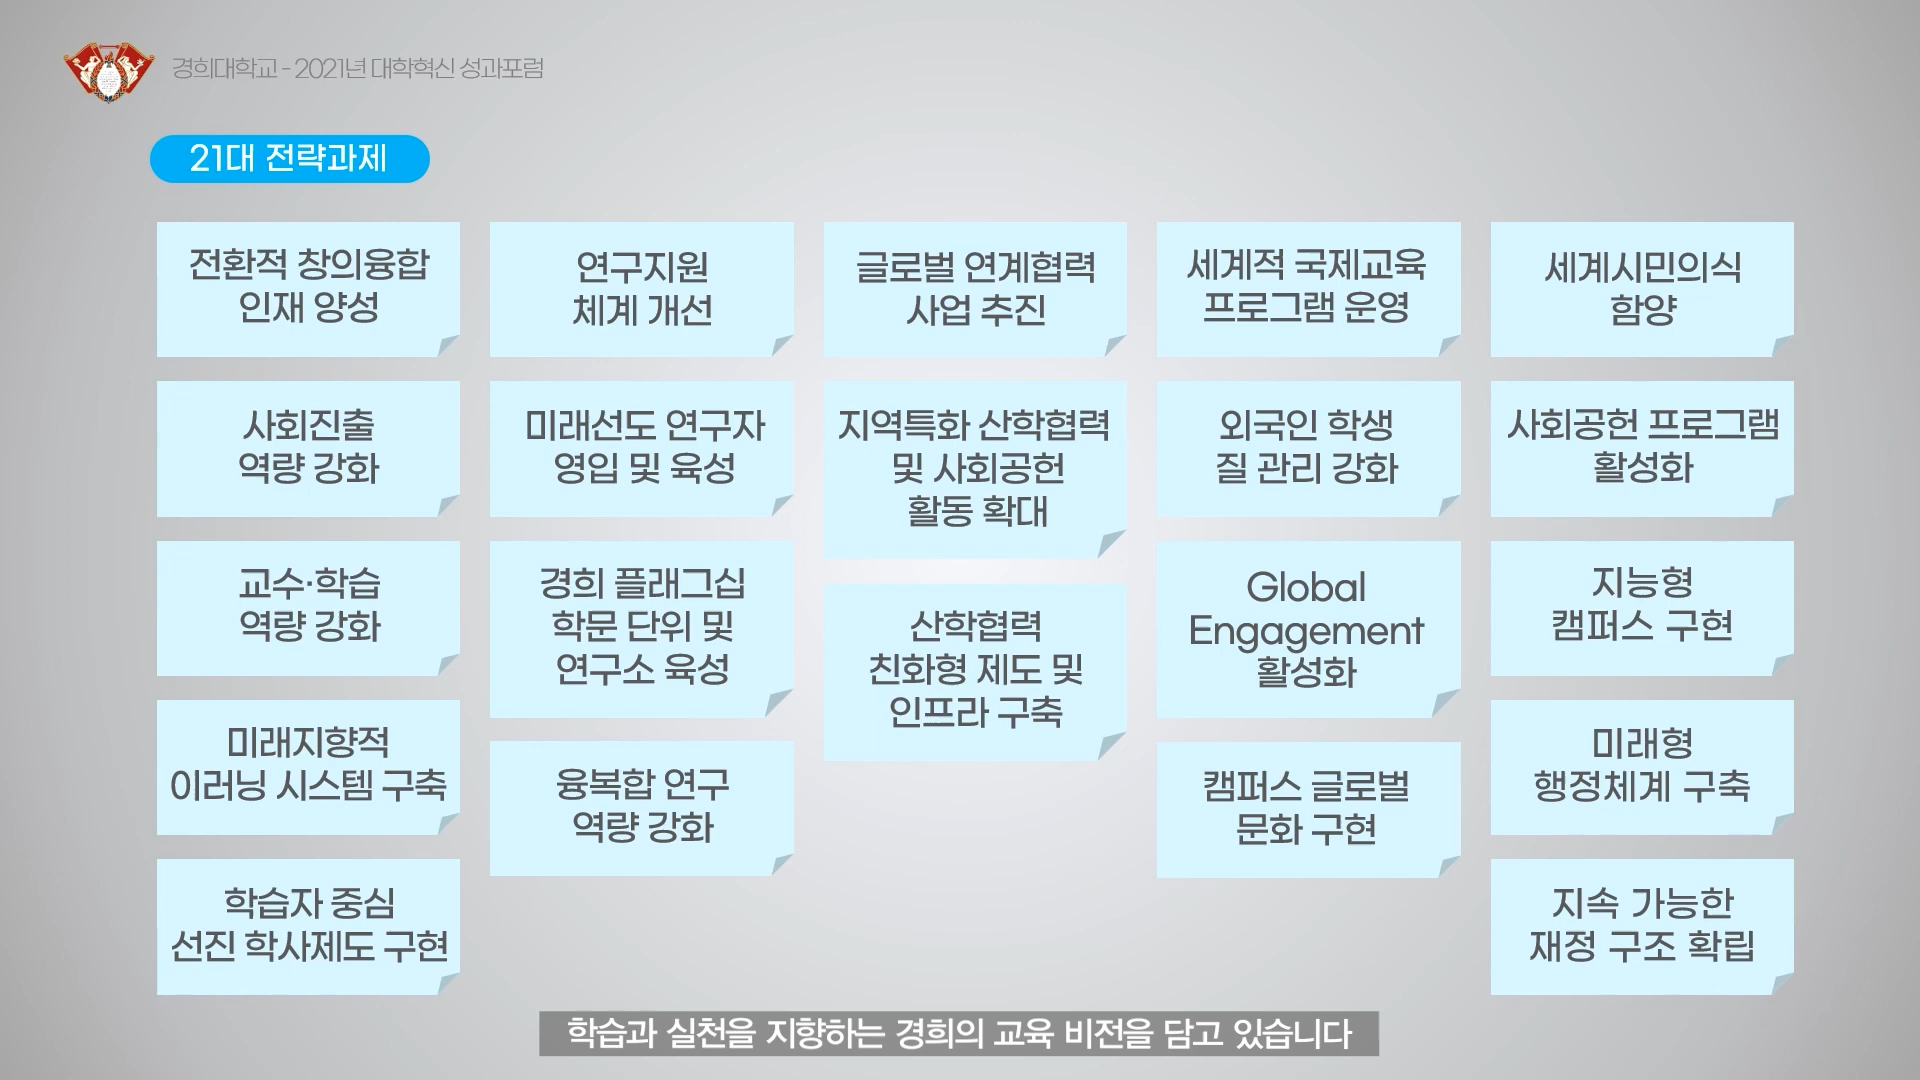 경희대학교 - 2021년 대학혁신 성과포럼
21대 전략과제
전환적 창의융합
인재 양성
사회진출
역량 강화
교수·학습
역량 강화
미래지향적
이러닝 시스템 구축
학습자 중심
선진 학사제도 구현
연구지원
체계 개선
미래선도 연구자
영입 및 육성
경희 플래그십
학문 단위 및
연구소 육성
융복합 연구
역량 강화
글로벌 연계협력
사업 추진
지역특화 산학협력
및 사회공헌
활동 확대
산학협력
친화형 제도 및
인프라 구축
세계적 국제교육
프로그램 운영
외국인 학생
질 관리 강화
Global
Engagement
활성화
캠퍼스 글로벌
문화 구현
세계시민의식
함양
사회공헌 프로그램
활성화
지능형
캠퍼스 구현
미래형
행정체계 구축
지속 가능한
재정 구조 확립
학습과 실천을 지향하는 경희의 교육 비전을 담고 있습니다